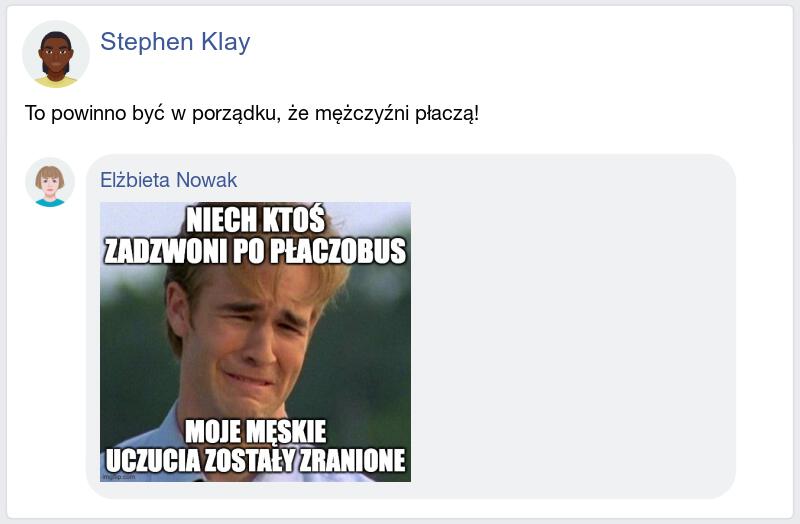 Stephen Klay
To powinno być w porządku, że mężczyźni płaczą!
Elżbieta Nowak
NIECH KTOŚ
ZADZWONI PO PŁACZOBUS
MOJE MĘSKIE
UCZUCIA ZOSTAŁY ZRANIONE
imgflip.com